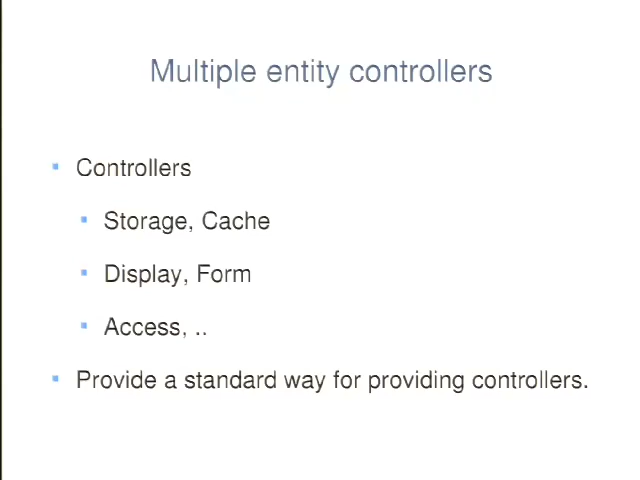 Multiple entity controllers
Controllers
Storage, Cache
Display, Form
Access, ..
Provide a standard way for providing controllers.